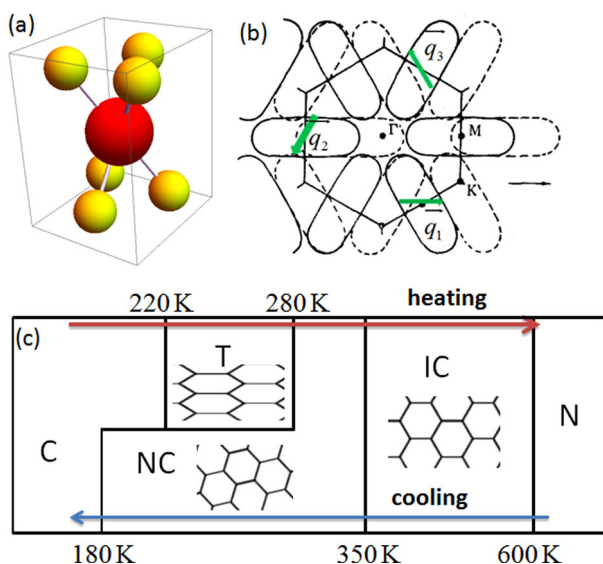 (a)
(b)
q₃
q₂
Γ
M
K
q₁
220 K 280 K heating
(c)
T
IC
C
NC
N
cooling
180 K 350 K 600 K